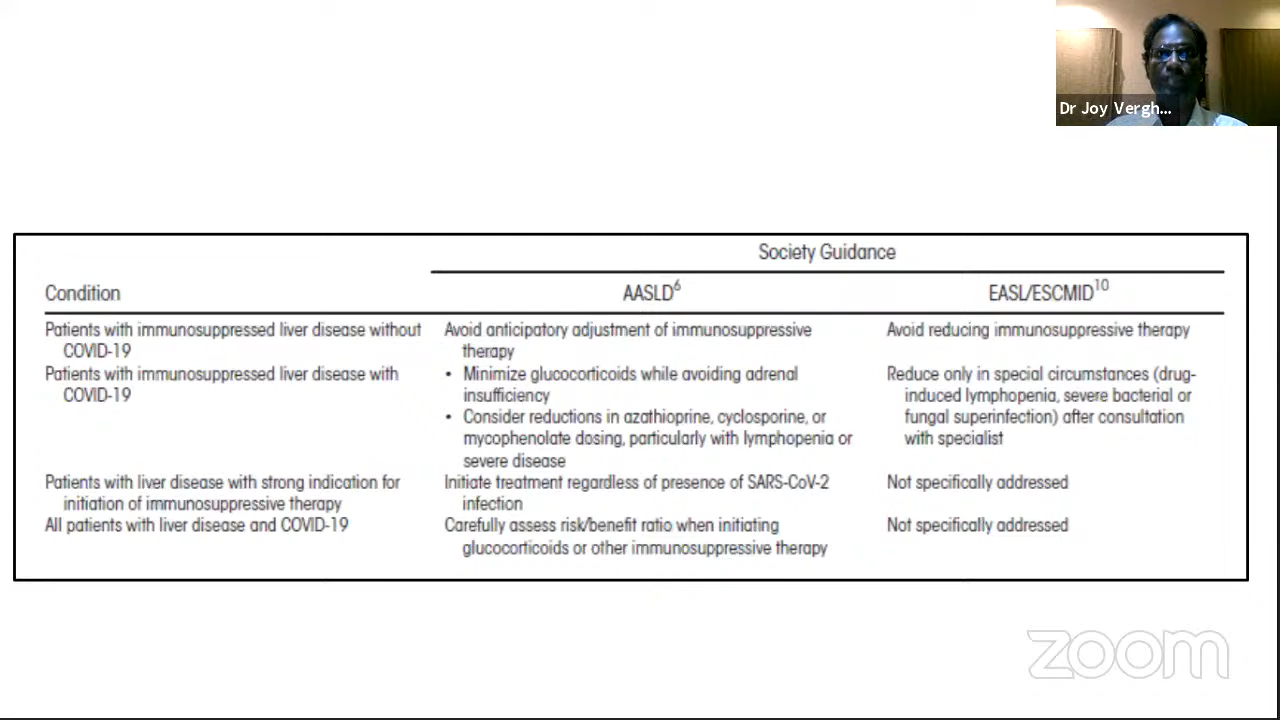 Dr Joy Vergh...
Society Guidance
Condition
AASLD6
EASL/ESCMID10
Patients with immunosuppressed liver disease without
COVID-19
Avoid anticipatory adjustment of immunosuppressive
therapy
Avoid reducing immunosuppressive therapy
Patients with immunosuppressed liver disease with
COVID-19
• Minimize glucocorticoids while avoiding adrenal
insufficiency
• Consider reductions in azathioprine, cyclosporine, or
mycophenolate dosing, particularly with lymphopenia or
severe disease
Reduce only in special circumstances (drug-
induced lymphopenia, severe bacterial or
fungal superinfection) after consultation
with specialist
Patients with liver disease with strong indication for
initiation of immunosuppressive therapy
Initiate treatment regardless of presence of SARS-CoV-2
infection
Not specifically addressed
All patients with liver disease and COVID-19
Carefully assess risk/benefit ratio when initiating
glucocorticoids or other immunosuppressive therapy
Not specifically addressed
zoom